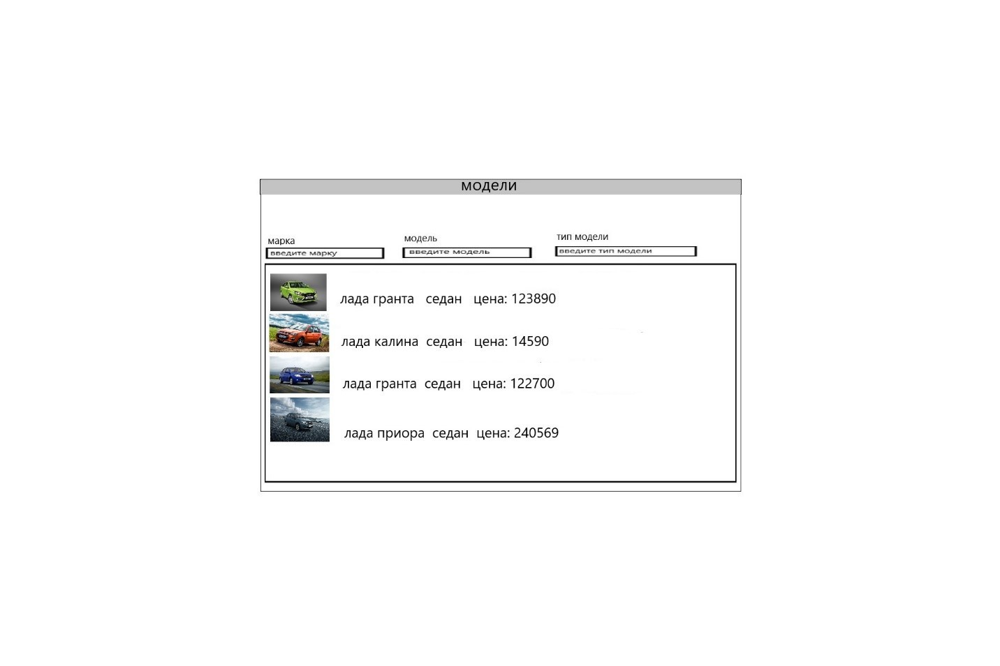 модели
марка
модель
тип модели
введите марку
введите модель
введите тип модели
лада гранта седан цена: 123890
лада калина седан цена: 14590
лада гранта седан цена: 122700
лада приора седан цена: 240569